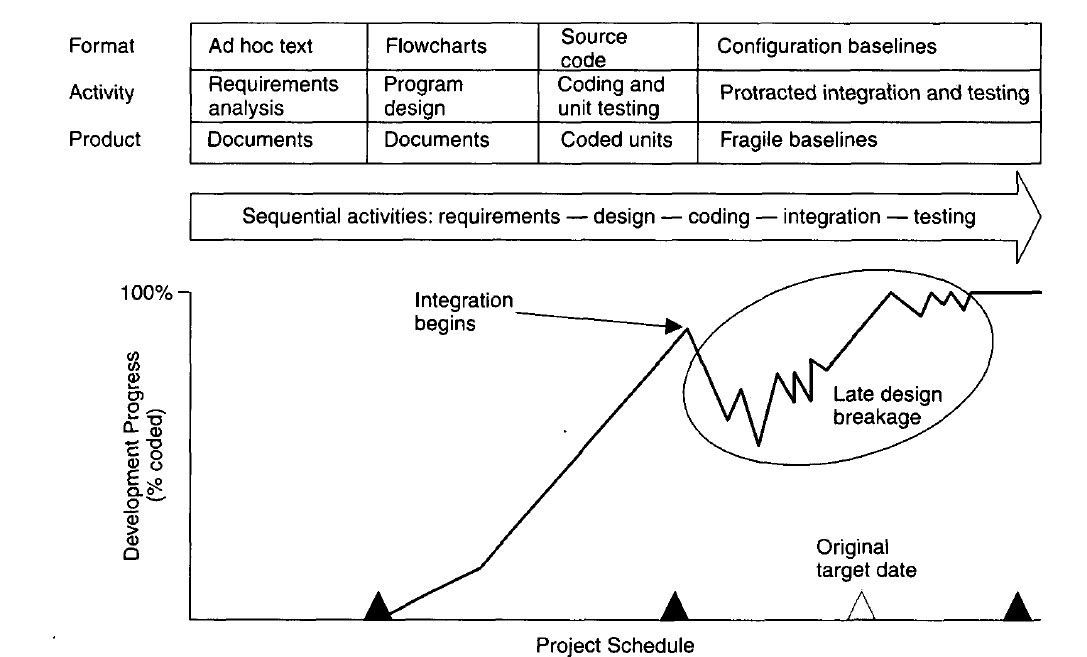 Format Ad hoc text Flowcharts Source code Configuration baselines
Activity Requirements analysis Program design Coding and unit testing Protracted integration and testing
Product Documents Documents Coded units Fragile baselines
Sequential activities: requirements — design — coding — integration — testing
100%
Integration
begins
Late design
breakage
Development Progress
(% coded)
Original
target date
Project Schedule